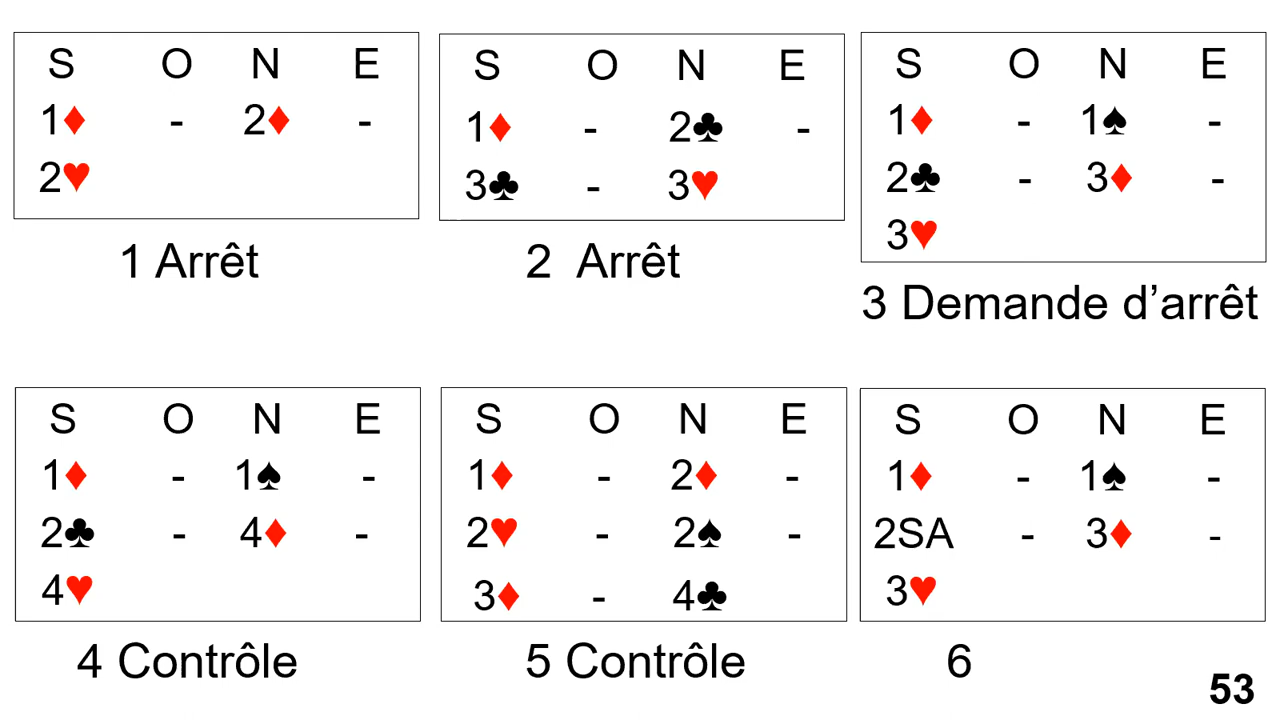 S O N E
1♦ - 2♦ -
2♥
1 Arrêt
S O N E
1♦ - 2♣ -
3♣ - 3♥
2 Arrêt
S O N E
1♦ - 1♠ -
2♣ - 3♦ -
3♥
3 Demande d’arrêt
S O N E
1♦ - 1♠ -
2♣ - 4♦ -
4♥
4 Contrôle
S O N E
1♦ - 2♦ -
2♥ - 2♠ -
3♦ - 4♣
5 Contrôle
S O N E
1♦ - 1♠ -
2SA - 3♦ -
3♥
6
53